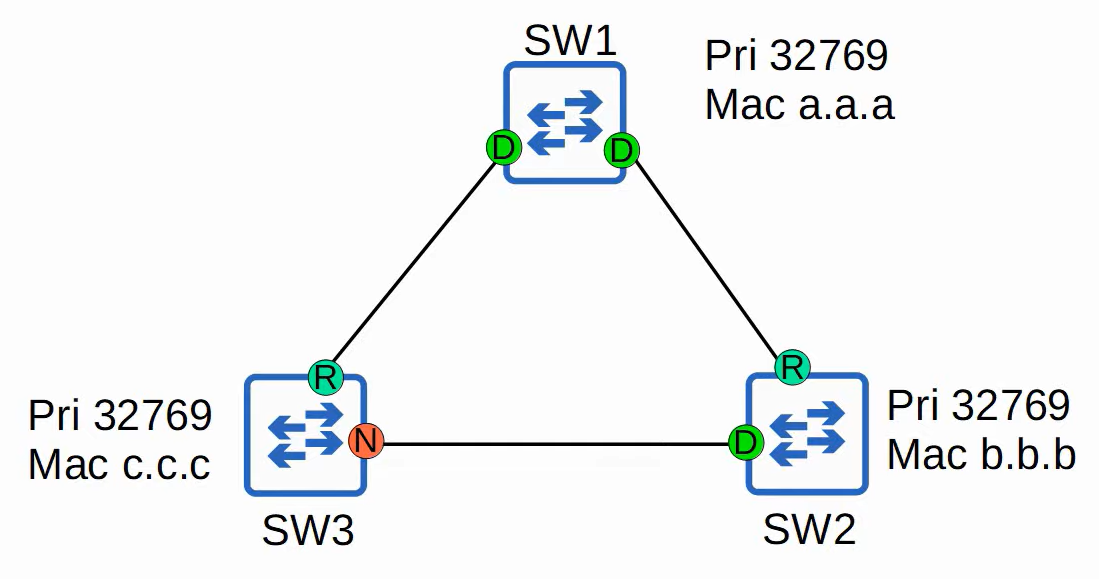 SW1
Pri 32769
Mac a.a.a
D
D
R
R
Pri 32769
Mac c.c.c
N
D
Pri 32769
Mac b.b.b
SW3
SW2